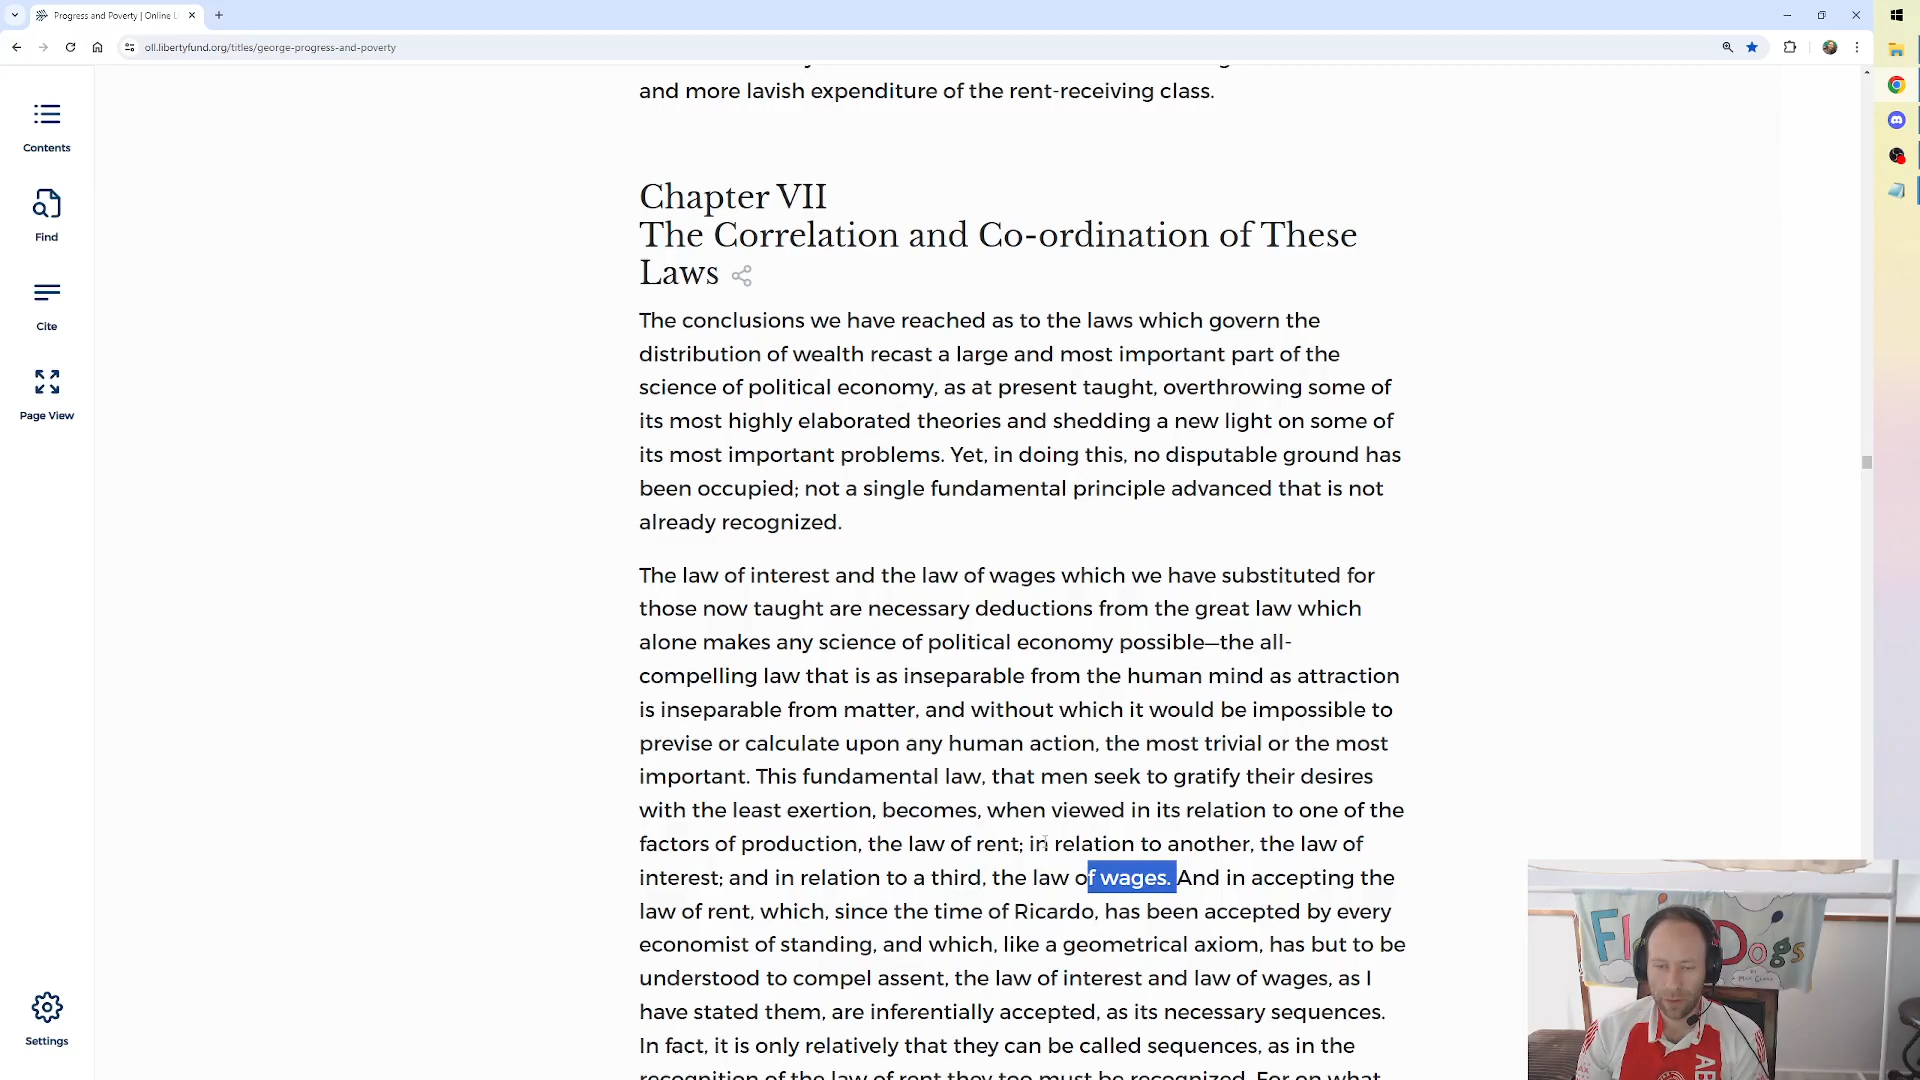 Progress and Poverty | Online L
oll.libertyfund.org/titles/george-progress-and-poverty
Contents
Find
Cite
Page View
Settings
and more lavish expenditure of the rent-receiving class.
Chapter VII
The Correlation and Co-ordination of These
Laws
The conclusions we have reached as to the laws which govern the
distribution of wealth recast a large and most important part of the
science of political economy, as at present taught, overthrowing some of
its most highly elaborated theories and shedding a new light on some of
its most important problems. Yet, in doing this, no disputable ground has
been occupied; not a single fundamental principle advanced that is not
already recognized.
The law of interest and the law of wages which we have substituted for
those now taught are necessary deductions from the great law which
alone makes any science of political economy possible—the all-
compelling law that is as inseparable from the human mind as attraction
is inseparable from matter, and without which it would be impossible to
previse or calculate upon any human action, the most trivial or the most
important. This fundamental law, that men seek to gratify their desires
with the least exertion, becomes, when viewed in its relation to one of the
factors of production, the law of rent; in relation to another, the law of
interest; and in relation to a third, the law of wages. And in accepting the
law of rent, which, since the time of Ricardo, has been accepted by every
economist of standing, and which, like a geometrical axiom, has but to be
understood to compel assent, the law of interest and law of wages, as I
have stated them, are inferentially accepted, as its necessary sequences.
In fact, it is only relatively that they can be called sequences, as in the
recognition of the law of rent they too must be recognized. For on what
Dogs